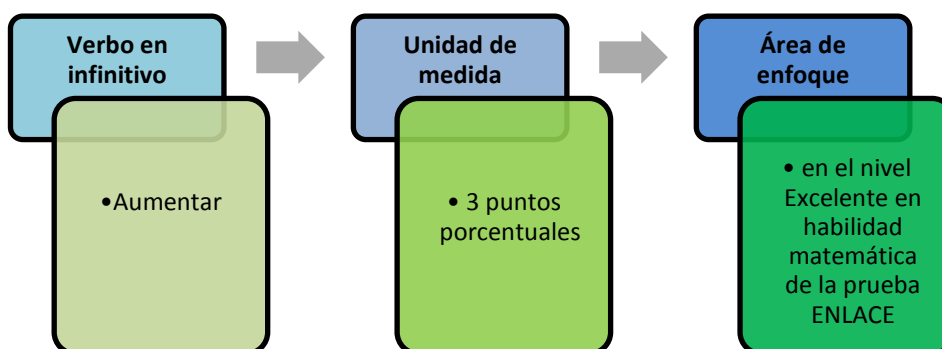 Verbo en
infinitivo
•Aumentar
Unidad de
medida
• 3 puntos
porcentuales
Área de
enfoque
• en el nivel
Excelente en
habilidad
matemática
de la prueba
ENLACE